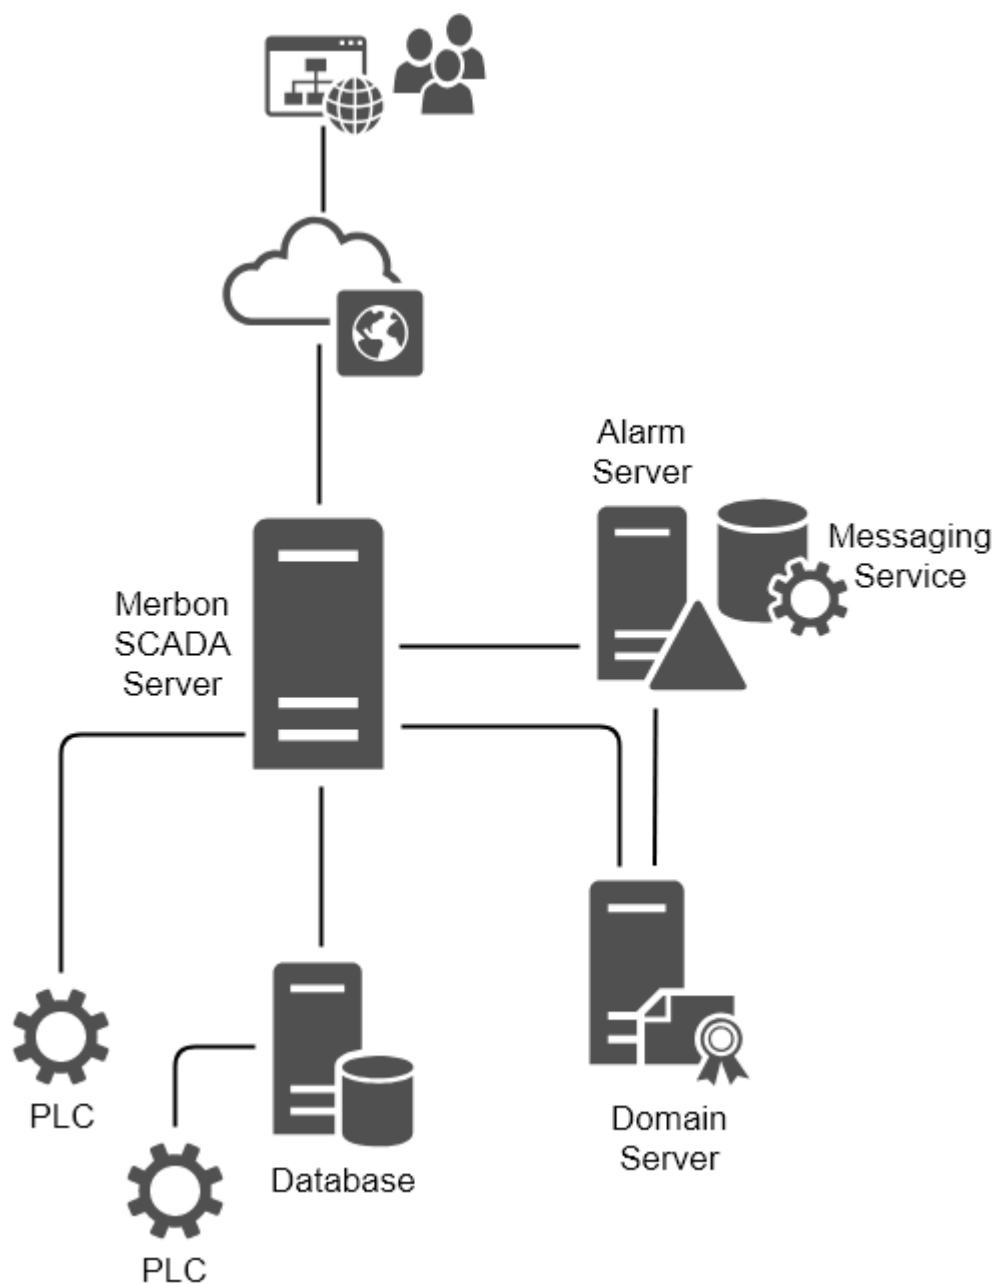 Alarm
Server
Messaging
Service
Merbon
SCADA
Server
PLC
Database
Domain
Server
PLC